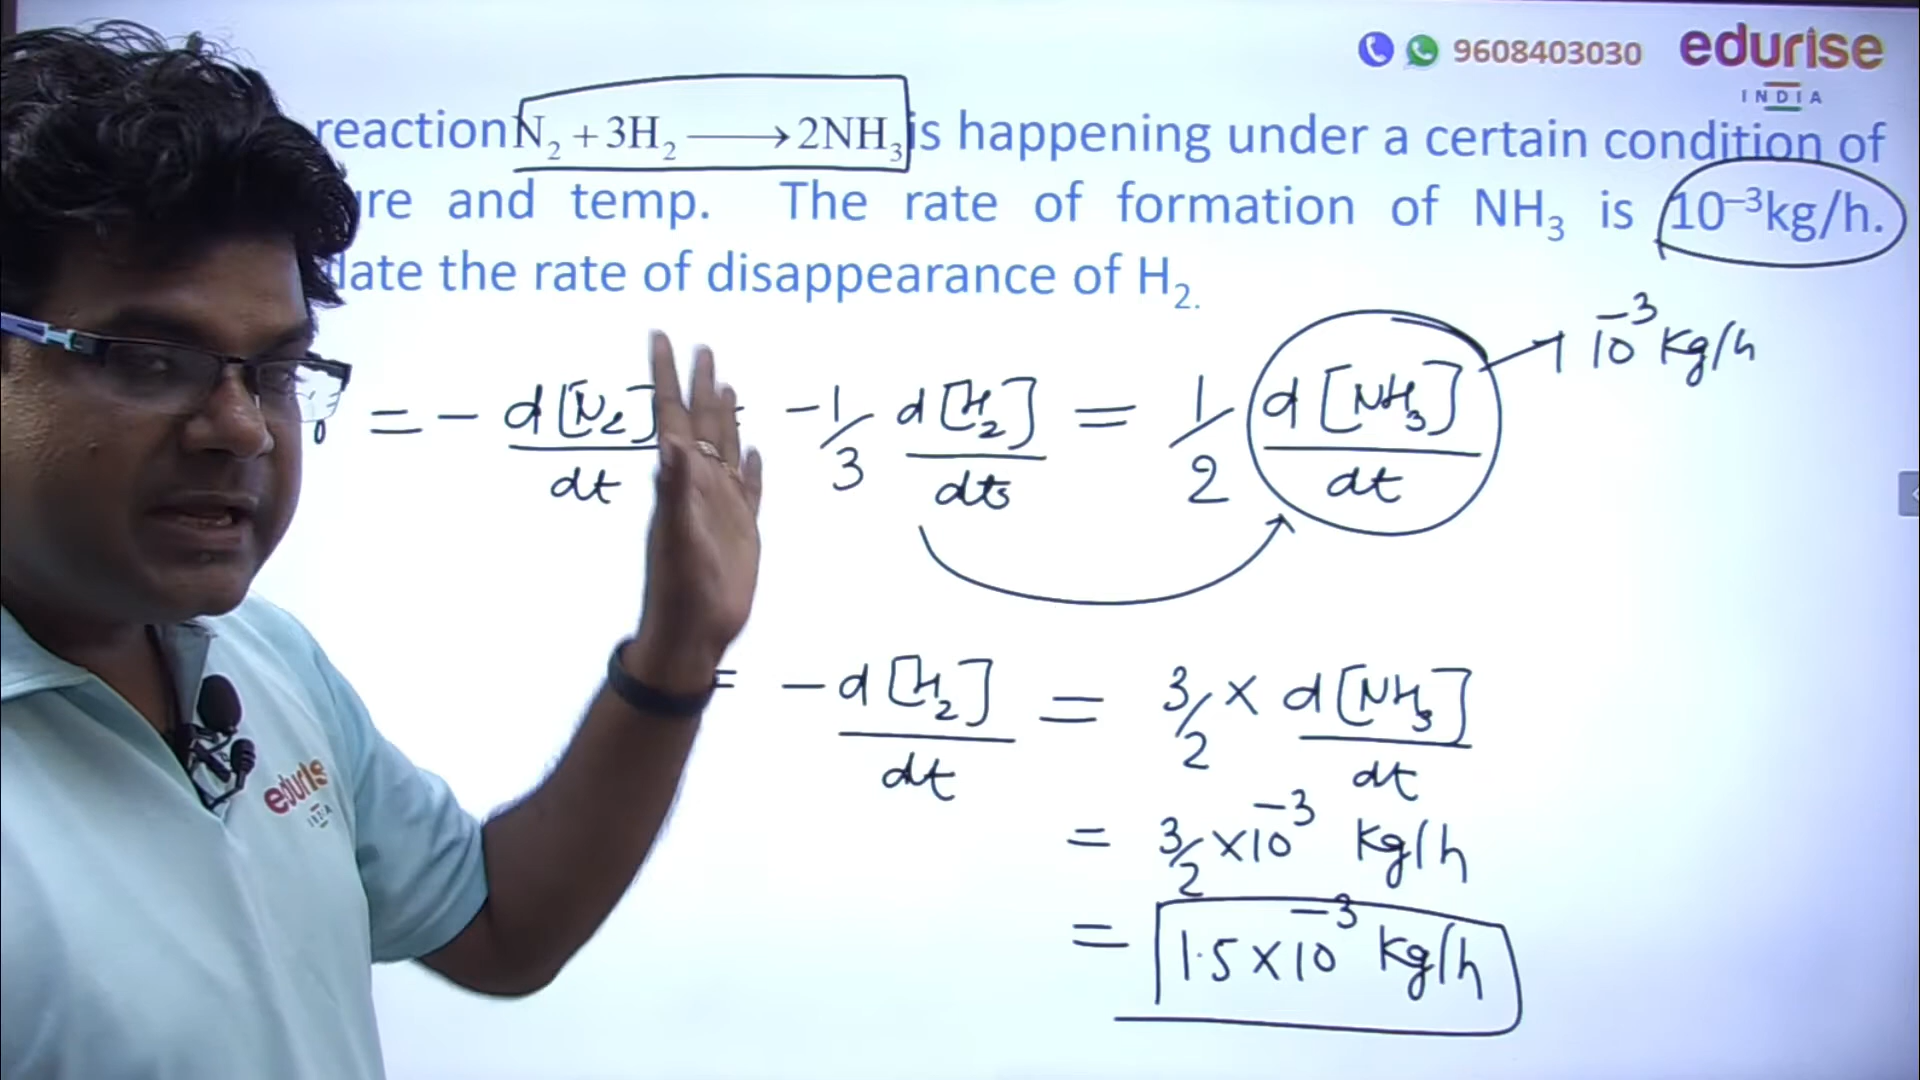 9608403030 edurise
INDIA
reaction N₂ + 3H₂ ⟶ 2NH₃ is happening under a certain condition of
ure and temp. The rate of formation of NH₃ is 10⁻³kg/h.
late the rate of disappearance of H₂.
10⁻³ Kg/h
= - d[N₂]/dt = -1/3 d[H₂]/dt = 1/2 d[NH₃]/dt
= - d[H₂]/dt = 3/2 × d[NH₃]/dt
= 3/2 × 10⁻³ Kg/h
= 1.5 × 10⁻³ Kg/h
edurise
INDIA